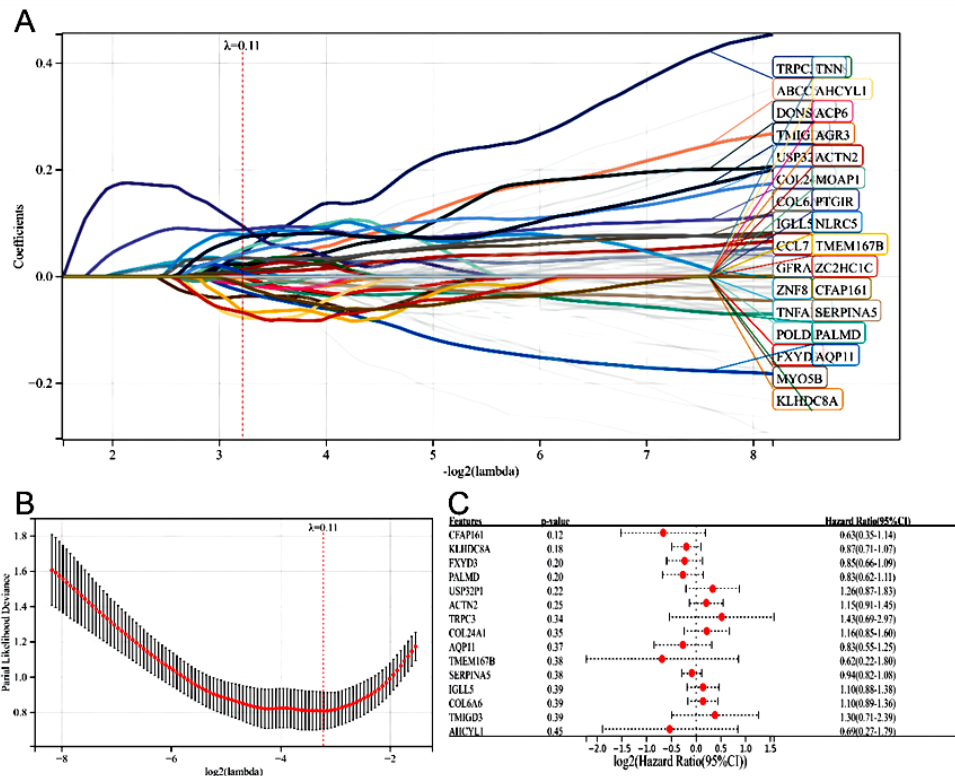 A
λ=0.11
0.4
0.2
0.0
−0.2
Coefficients
TRPC. TNN
ABCC AHCYL1
DONS ACP6
TMIG AGR3
USP32 ACTN2
COL24 MOAP1
COL6. PTGIR
IGLL5 NLRC5
CCL7 TMEM167B
GFRA ZC2HC1C
ZNF8 CFAP161
TNFA SERPINA5
POLD PALMD
FXYD AQP11
MYO5B
KLHDC8A
2 3 4 5 6 7 8
-log2(lambda)
B
λ=0.11
1.8
1.6
1.4
1.2
1.0
0.8
Parial Likelihood Deviance
−8 −6 −4 −2
log2(lambda)
C
Features p-value Hazard Ratio(95%CI)
CFAP161 0.12 0.63(0.35-1.14)
KLHDC8A 0.18 0.87(0.71-1.07)
FXYD3 0.20 0.85(0.66-1.09)
PALMD 0.20 0.83(0.62-1.11)
USP32P1 0.22 1.26(0.87-1.83)
ACTN2 0.25 1.15(0.91-1.45)
TRPC3 0.34 1.43(0.69-2.97)
COL24A1 0.35 1.16(0.85-1.60)
AQP11 0.37 0.83(0.55-1.25)
TMEM167B 0.38 0.62(0.22-1.80)
SERPINA5 0.38 0.94(0.82-1.08)
IGLL5 0.39 1.10(0.88-1.38)
COL6A6 0.39 1.10(0.89-1.36)
TMIGD3 0.39 1.30(0.71-2.39)
AHCYL1 0.45 0.69(0.27-1.79)
−2.0 −1.5 −1.0 −0.5 0.0 0.5 1.0 1.5
log2(Hazard Ratio(95%CI))